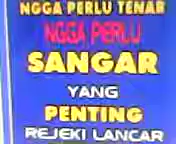 NGGA PERLU TENAR
NGGA PERLU
SANGAR
YANG
PENTING
REJEKI LANCAR